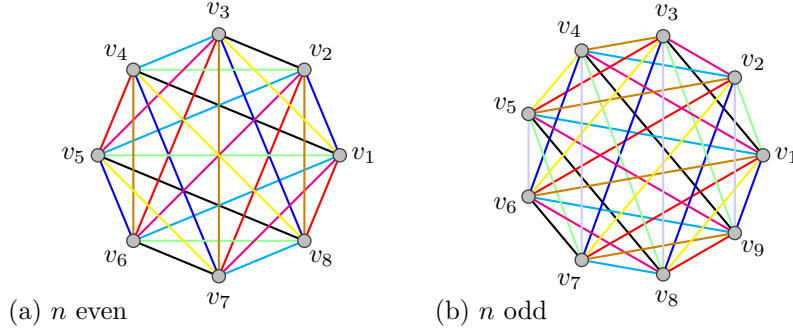 v₃
v₄ v₂
v₅ v₁
v₆ v₈
v₇
(a) n even
v₃
v₄ v₂
v₅ v₁
v₆ v₉
v₇ v₈
(b) n odd